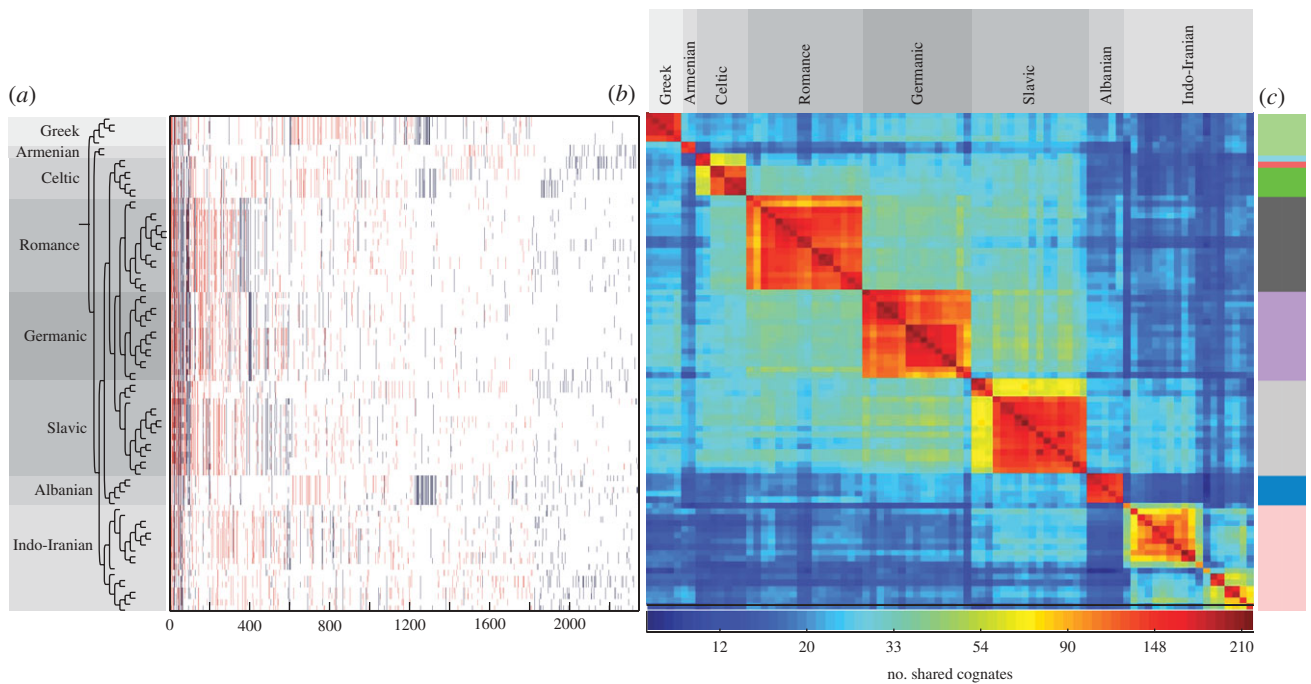 (a)
Greek
Armenian
Celtic
Romance
Germanic
Slavic
Albanian
Indo-Iranian
0 400 800 1200 1600 2000
(b)
Greek
Armenian
Celtic
Romance
Germanic
Slavic
Albanian
Indo-Iranian
12 20 33 54 90 148 210
no. shared cognates
(c)